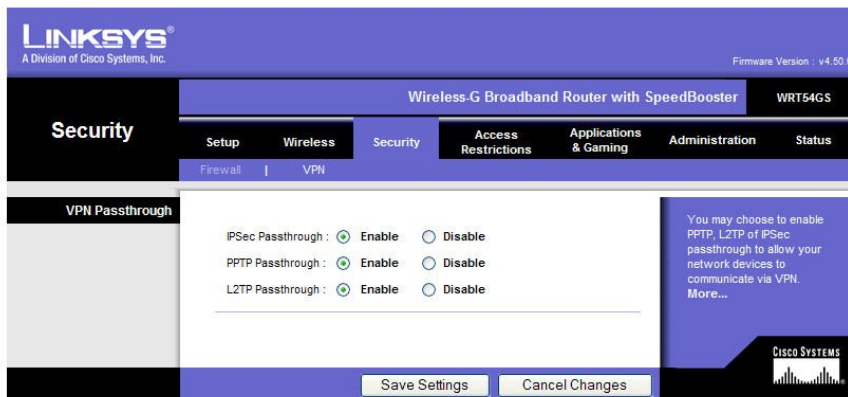 LINKSYS®
A Division of Cisco Systems, Inc.
Firmware Version : v4.50.
Wireless-G Broadband Router with SpeedBooster
WRT54GS
Security
Setup
Wireless
Security
Access Restrictions
Applications & Gaming
Administration
Status
Firewall | VPN
VPN Passthrough
IPSec Passthrough : Enable Disable
PPTP Passthrough : Enable Disable
L2TP Passthrough : Enable Disable
You may choose to enable
PPTP, L2TP of IPSec
passthrough to allow your
network devices to
communicate via VPN.
More...
CISCO SYSTEMS
Save Settings
Cancel Changes